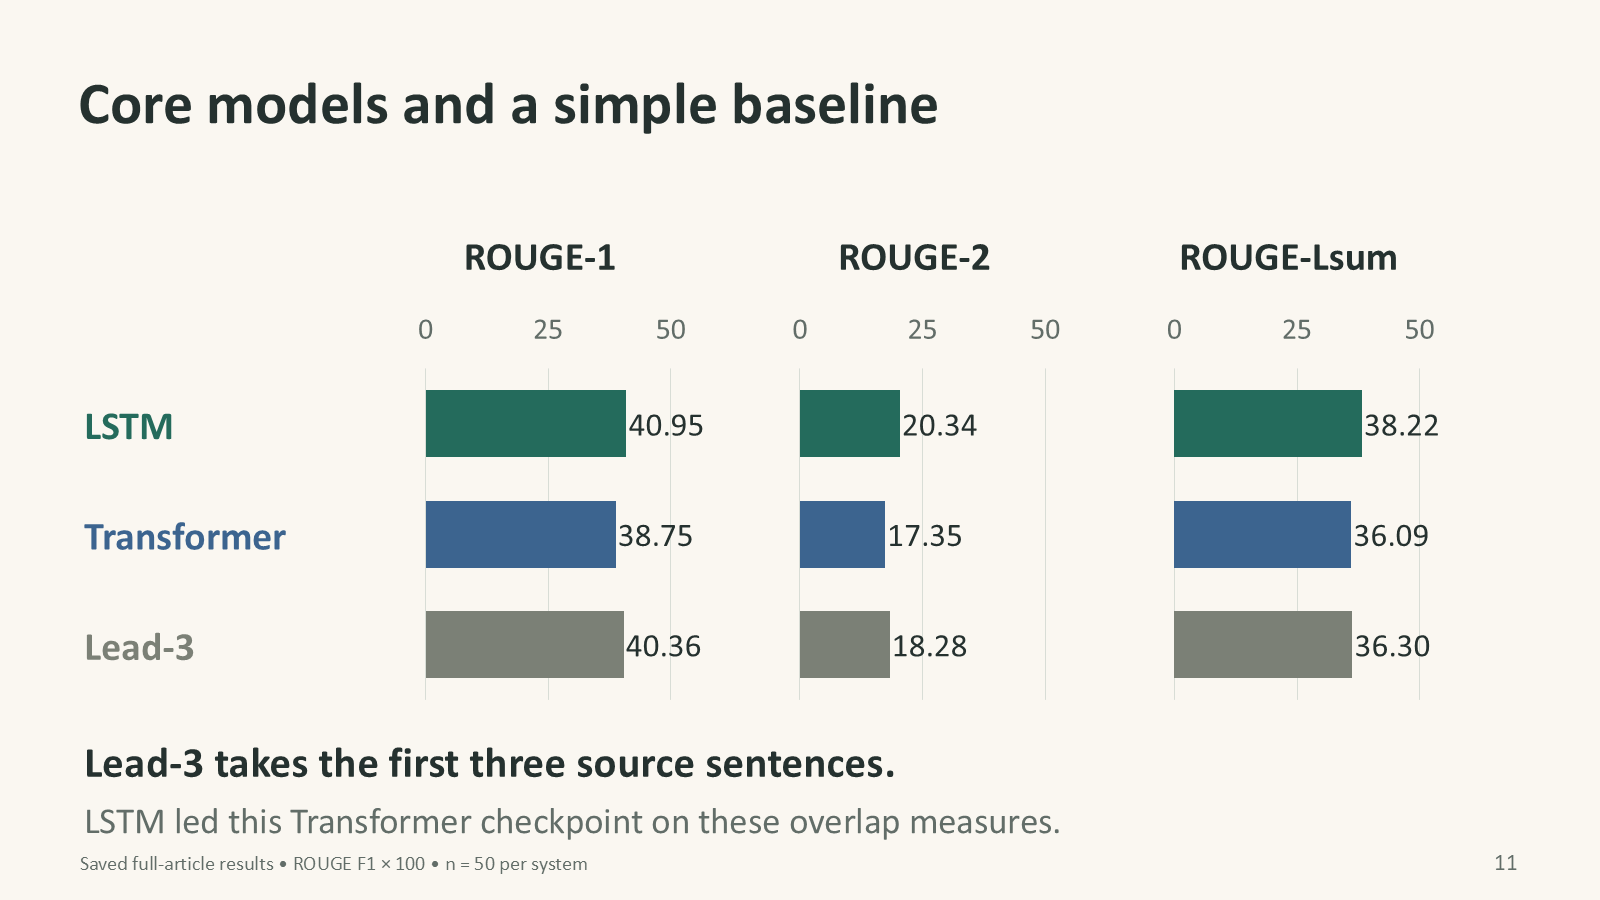 Core models and a simple baseline
ROUGE-1 ROUGE-2 ROUGE-Lsum
0 25 50 0 25 50 0 25 50
LSTM 40.95 20.34 38.22
Transformer 38.75 17.35 36.09
Lead-3 40.36 18.28 36.30
Lead-3 takes the first three source sentences.
LSTM led this Transformer checkpoint on these overlap measures.
Saved full-article results • ROUGE F1 × 100 • n = 50 per system 11